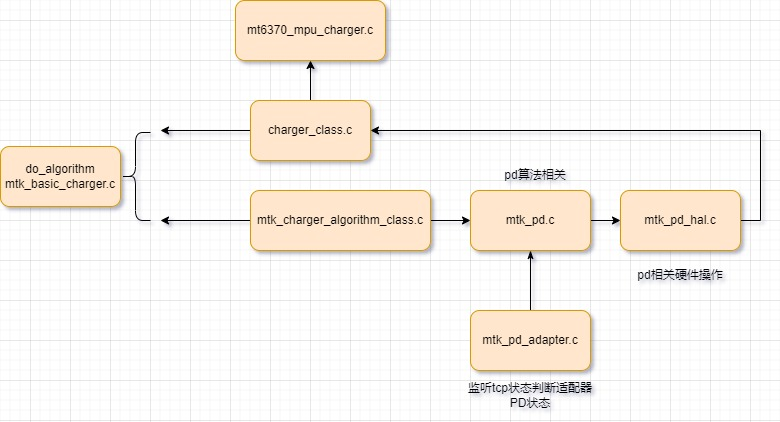 mt6370_mpu_charger.c
charger_class.c
do_algorithm
mtk_basic_charger.c
pd算法相关
mtk_charger_algorithm_class.c
mtk_pd.c
mtk_pd_hal.c
pd相关硬件操作
mtk_pd_adapter.c
监听tcp状态判断适配器
PD状态